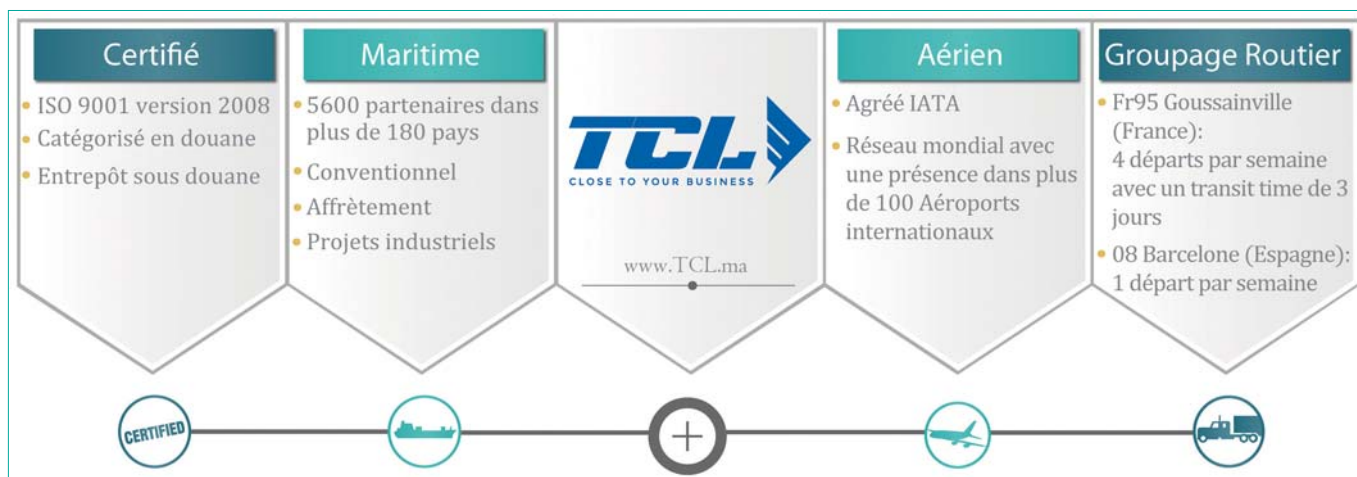 Certifié
• ISO 9001 version 2008
• Catégorisé en douane
• Entrepôt sous douane
Maritime
• 5600 partenaires dans
plus de 180 pays
• Conventionnel
• Affrètement
• Projets industriels
TCL
CLOSE TO YOUR BUSINESS
www.TCL.ma
Aérien
• Agréé IATA
• Réseau mondial avec
une présence dans plus
de 100 Aéroports
internationaux
Groupage Routier
• Fr95 Goussainville
(France):
4 départs par semaine
avec un transit time de 3
jours
• 08 Barcelone (Espagne):
1 départ par semaine
CERTIFIED